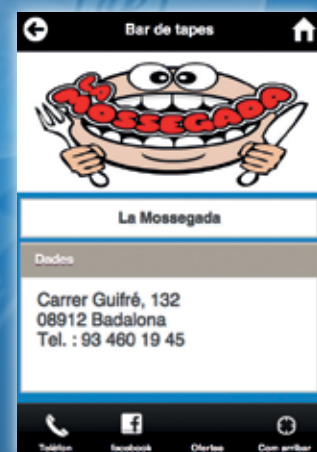 Bar de tapes
LA MOSSEGADA
La Mossegada
Dades
Carrer Guifré, 132
08912 Badalona
Tel. : 93 460 19 45
Telèfon facebook Ofertes Com arribar